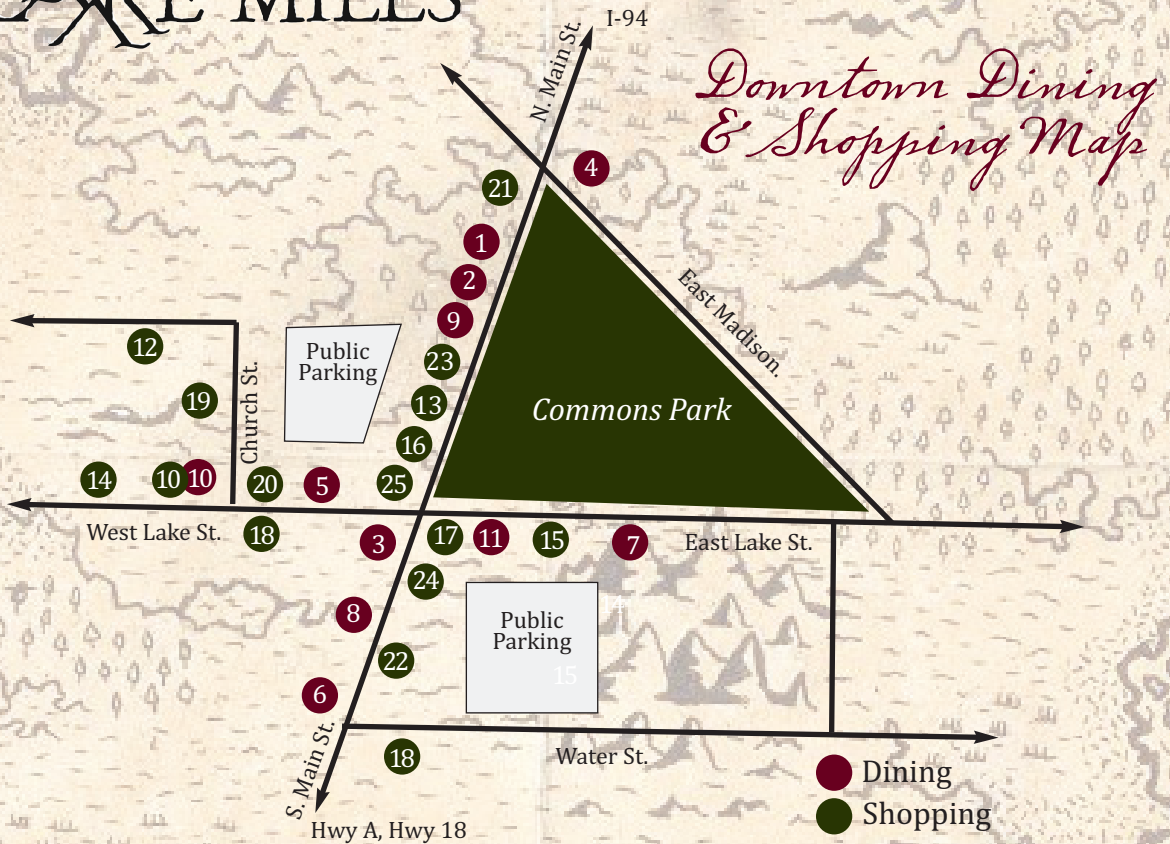 LAKE MILLS
I-94
N. Main St.
Downtown Dining
& Shopping Map
4
21
1
2
East Madison.
9
12
Public
Parking
23
19
Church St.
13
Commons Park
16
14
10
10
20
5
25
West Lake St.
18
3
17
11
15
7
East Lake St.
24
8
Public
Parking
22
15
6
S. Main St.
18
Water St.
Dining
Shopping
Hwy A, Hwy 18